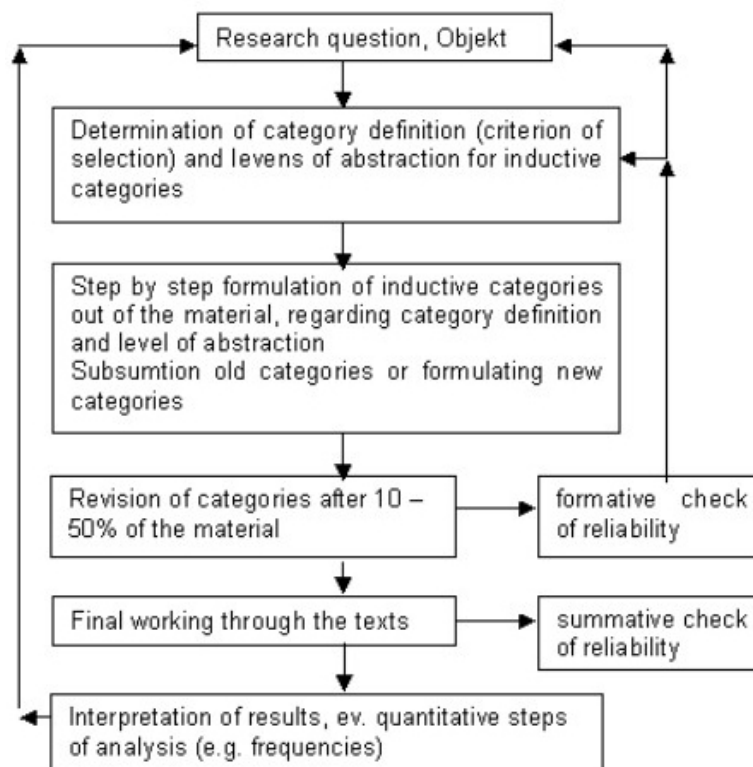 Research question, Objekt
Determination of category definition (criterion of
selection) and levens of abstraction for inductive
categories
Step by step formulation of inductive categories
out of the material, regarding category definition
and level of abstraction
Subsumtion old categories or formulating new
categories
Revision of categories after 10 –
50% of the material
formative check
of reliability
Final working through the texts
summative check
of reliability
Interpretation of results, ev. quantitative steps
of analysis (e.g. frequencies)